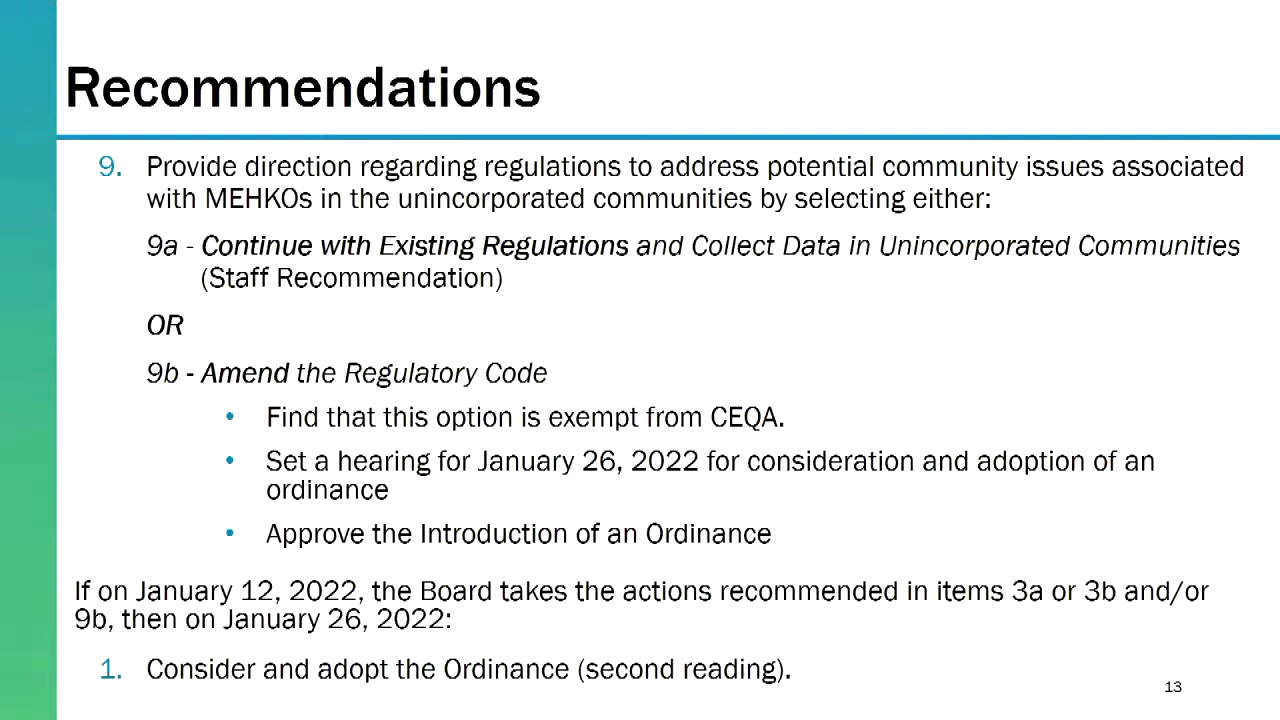 Recommendations
9. Provide direction regarding regulations to address potential community issues associated
with MEHKOs in the unincorporated communities by selecting either:
9a - Continue with Existing Regulations and Collect Data in Unincorporated Communities
(Staff Recommendation)
OR
9b - Amend the Regulatory Code
• Find that this option is exempt from CEQA.
• Set a hearing for January 26, 2022 for consideration and adoption of an
ordinance
• Approve the Introduction of an Ordinance
If on January 12, 2022, the Board takes the actions recommended in items 3a or 3b and/or
9b, then on January 26, 2022:
1. Consider and adopt the Ordinance (second reading).
13